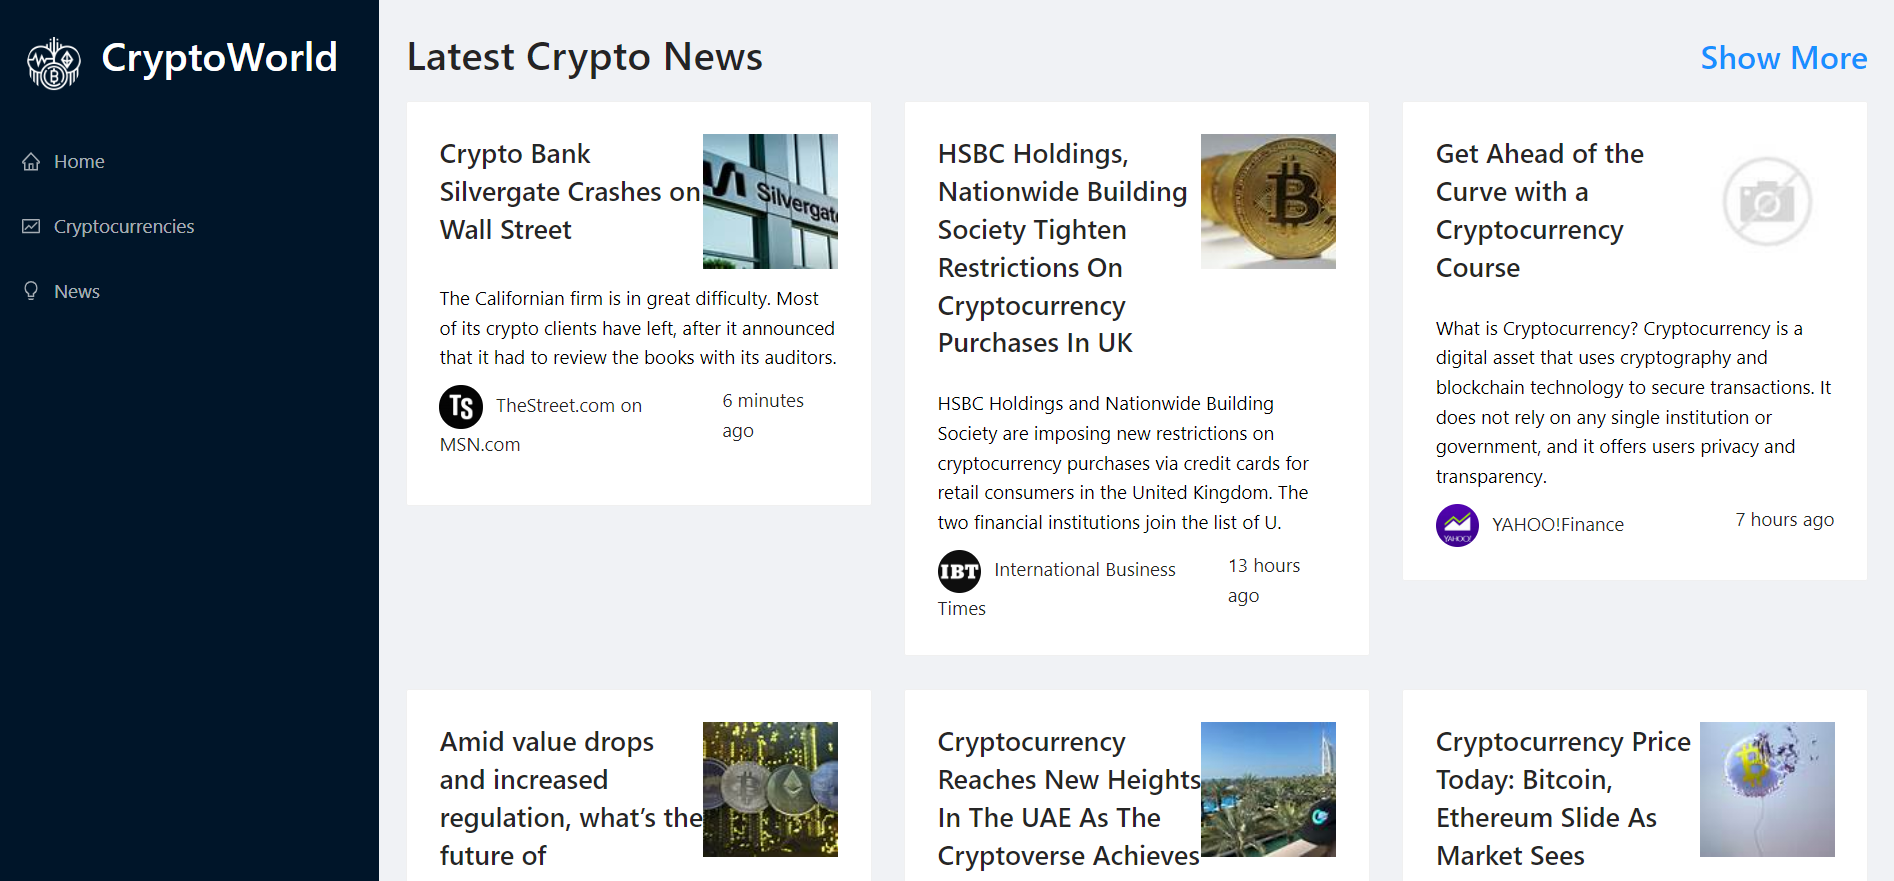 CryptoWorld
Home
Cryptocurrencies
News
Latest Crypto News
Show More
Crypto Bank
Silvergate Crashes on
Wall Street
Silvergate
The Californian firm is in great difficulty. Most
of its crypto clients have left, after it announced
that it had to review the books with its auditors.
TS
TheStreet.com on
MSN.com
6 minutes
ago
HSBC Holdings,
Nationwide Building
Society Tighten
Restrictions On
Cryptocurrency
Purchases In UK
HSBC Holdings and Nationwide Building
Society are imposing new restrictions on
cryptocurrency purchases via credit cards for
retail consumers in the United Kingdom. The
two financial institutions join the list of U.
IBT
International Business
Times
13 hours
ago
Get Ahead of the
Curve with a
Cryptocurrency
Course
What is Cryptocurrency? Cryptocurrency is a
digital asset that uses cryptography and
blockchain technology to secure transactions. It
does not rely on any single institution or
government, and it offers users privacy and
transparency.
YAHOO!
YAHOO!Finance
7 hours ago
Amid value drops
and increased
regulation, what’s the
future of
Cryptocurrency
Reaches New Heights
In The UAE As The
Cryptoverse Achieves
Cryptocurrency Price
Today: Bitcoin,
Ethereum Slide As
Market Sees